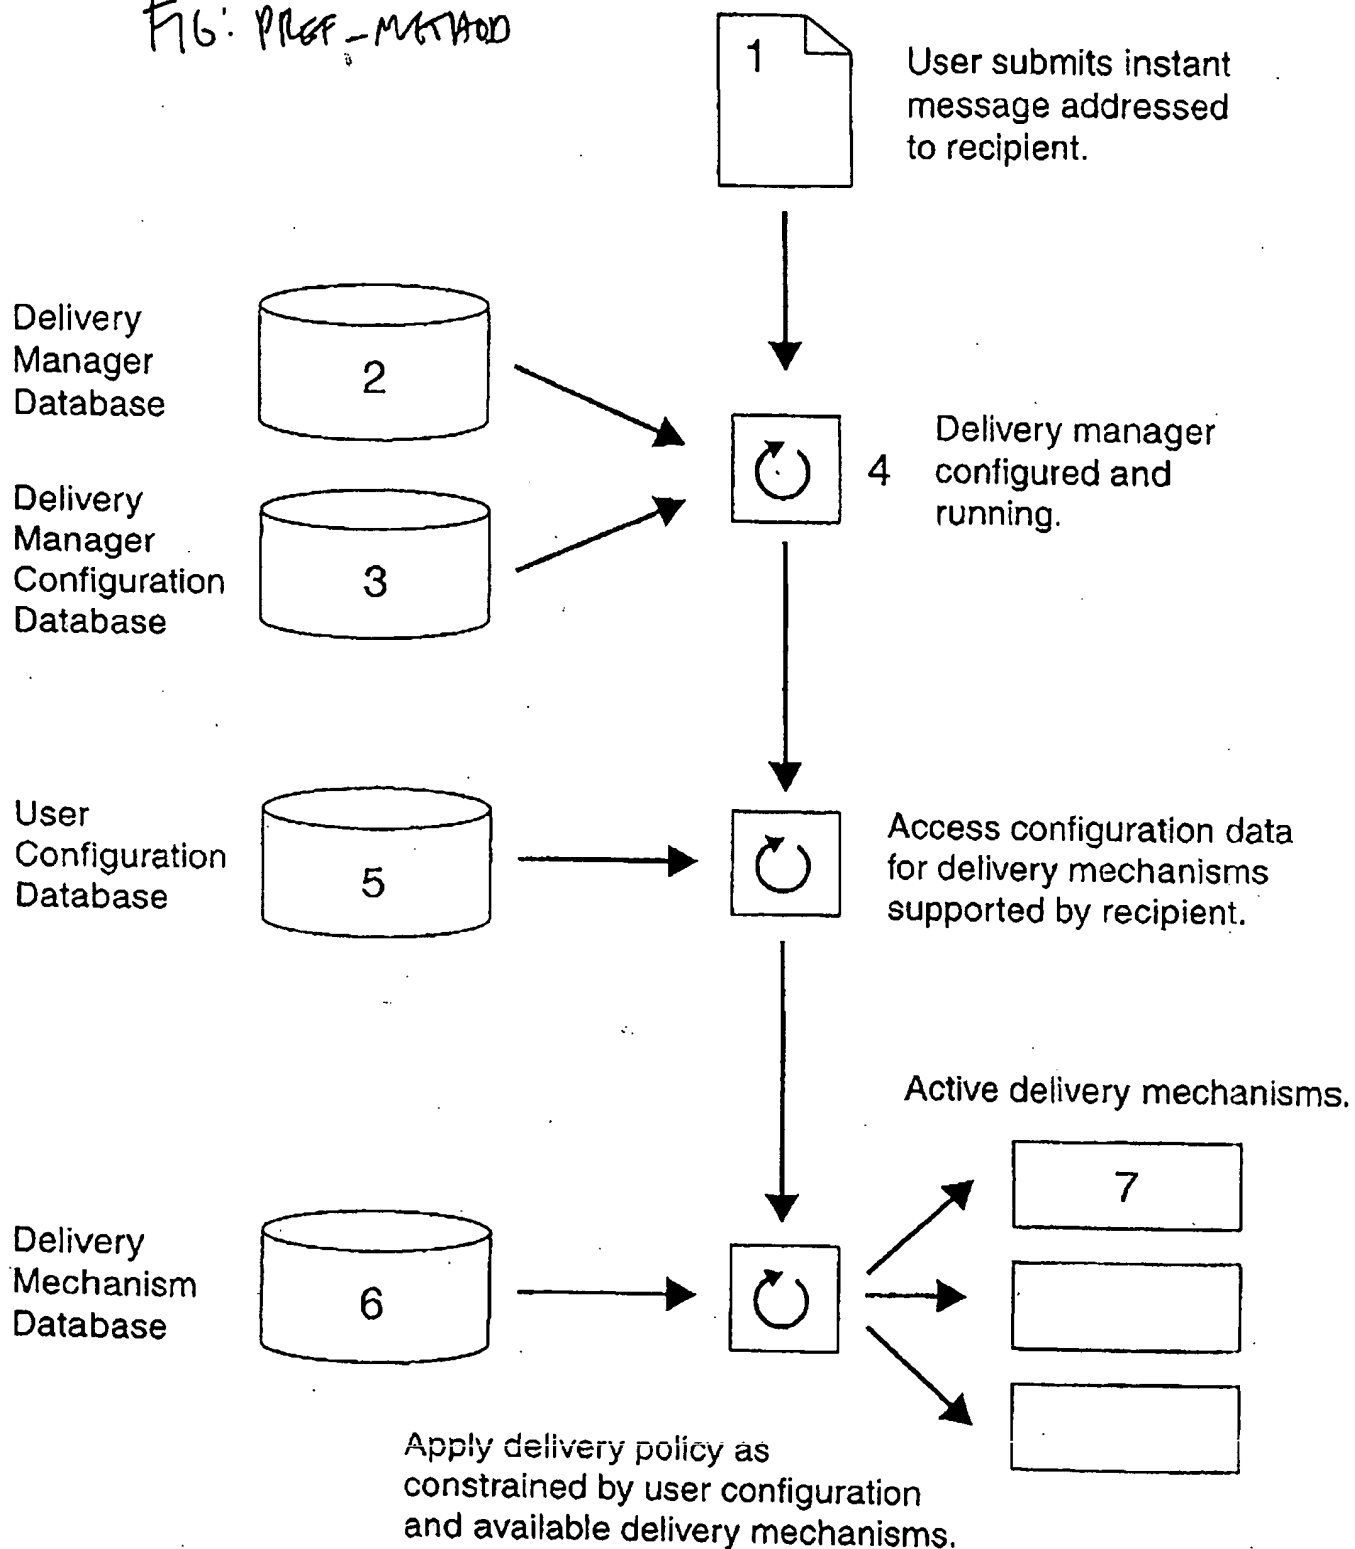 FIG: PREF_METHOD
1
User submits instant
message addressed
to recipient.
Delivery
Manager
Database
2
Delivery
Manager
Configuration
Database
3
4
Delivery manager
configured and
running.
User
Configuration
Database
5
Access configuration data
for delivery mechanisms
supported by recipient.
Active delivery mechanisms.
7
Delivery
Mechanism
Database
6
Apply delivery policy as
constrained by user configuration
and available delivery mechanisms.